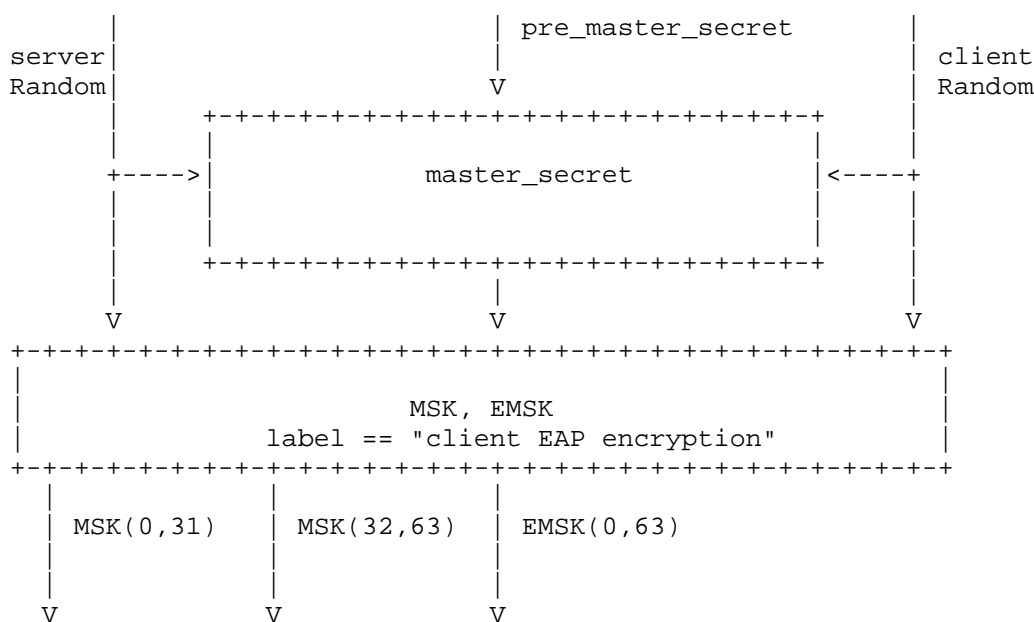 pre_master_secret
server client
Random Random
master_secret
MSK, EMSK
label == "client EAP encryption"
MSK(0,31) MSK(32,63) EMSK(0,63)